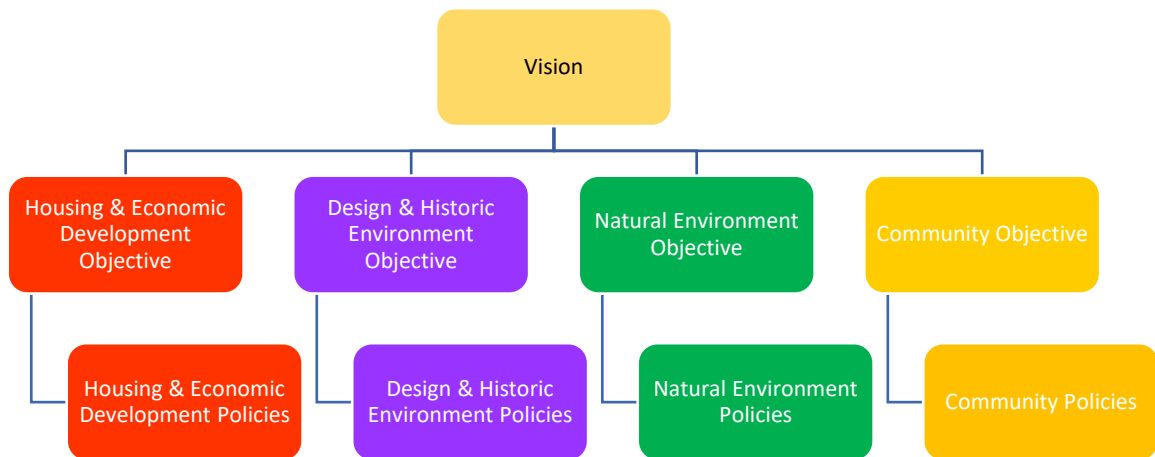 Vision
Housing & Economic
Development
Objective
Design & Historic
Environment
Objective
Natural Environment
Objective
Community Objective
Housing & Economic
Development Policies
Design & Historic
Environment Policies
Natural Environment
Policies
Community Policies